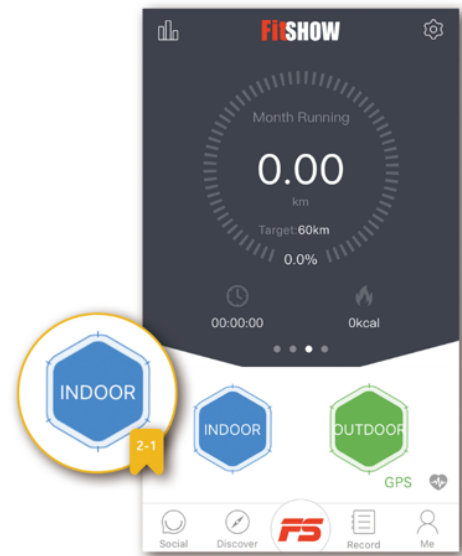 FitSHOW
Month Running
0.00
km
Target:60km
0.0%
00:00:00
0kcal
INDOOR
2-1
INDOOR
OUTDOOR
GPS
FS
Social
Discover
Record
Me